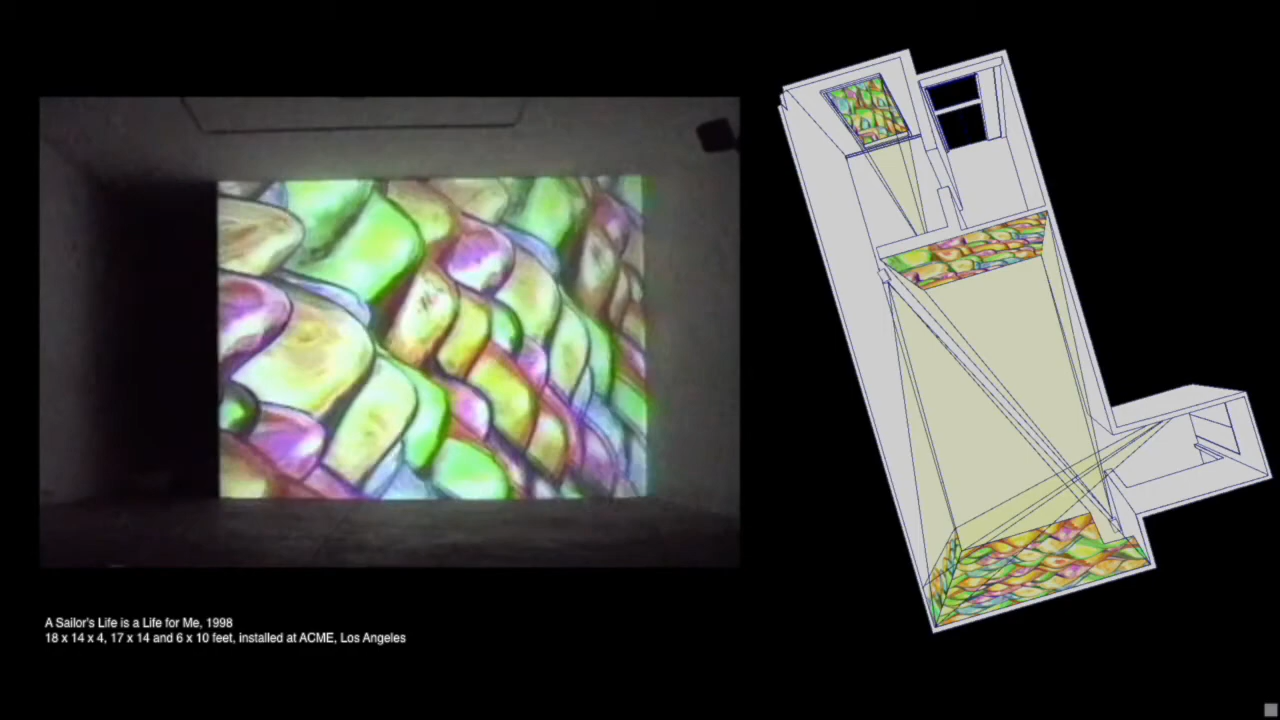 A Sailor's Life is a Life for Me, 1998
18 x 14 x 4, 17 x 14 and 6 x 10 feet, installed at ACME, Los Angeles